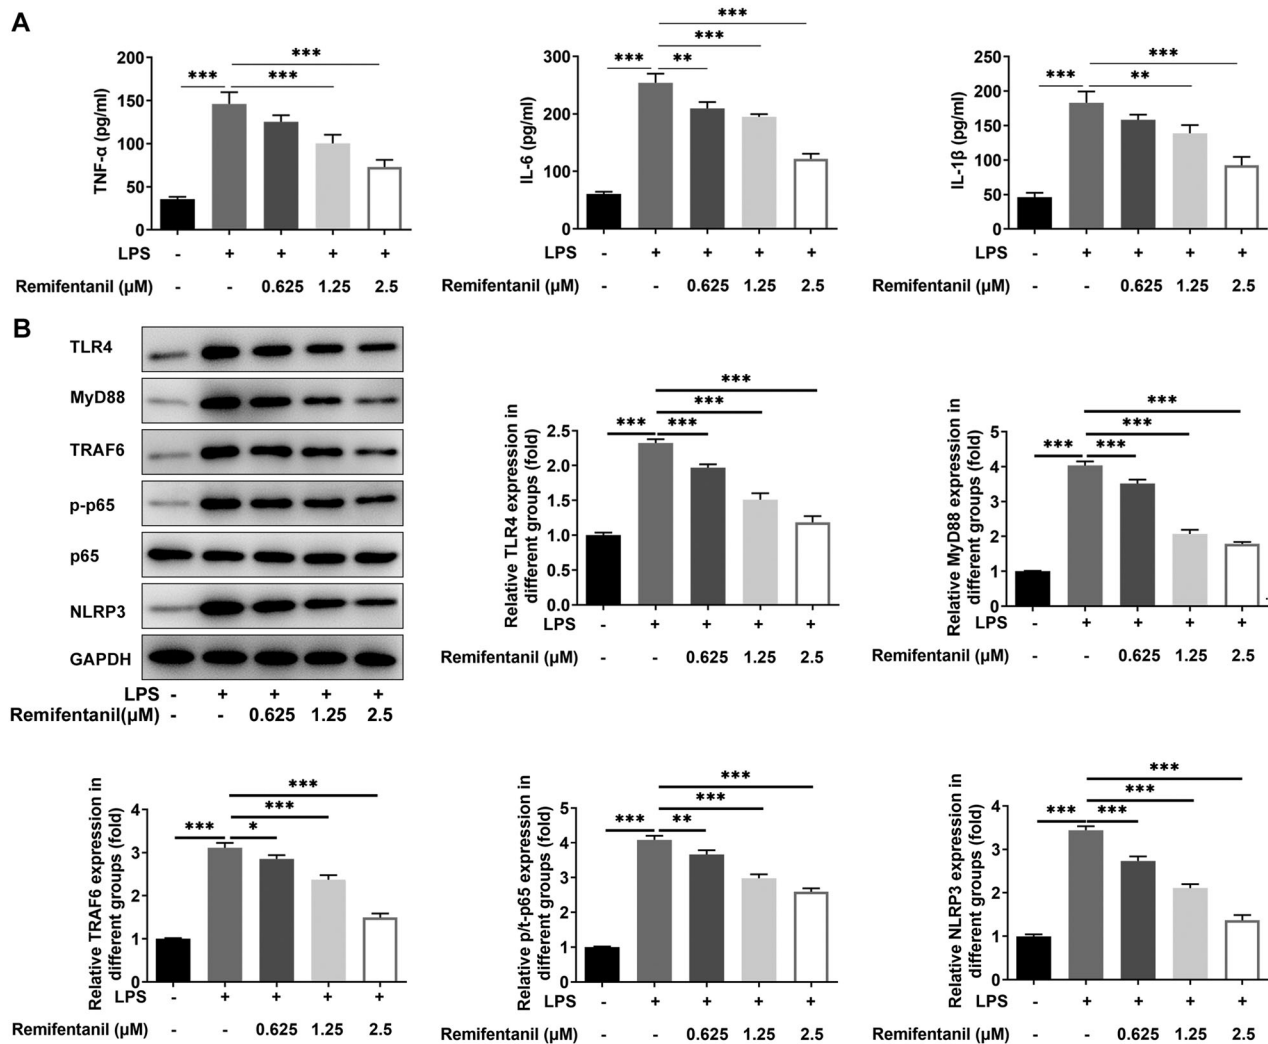 A
TNF-α (pg/ml)
200
150
100
50
0
***
***
***
LPS - + + + +
Remifentanil (μM) - - 0.625 1.25 2.5
IL-6 (pg/ml)
300
200
100
0
***
***
*** **
LPS - + + + +
Remifentanil (μM) - - 0.625 1.25 2.5
IL-1β (pg/ml)
250
200
150
100
50
0
***
*** **
LPS - + + + +
Remifentanil (μM) - - 0.625 1.25 2.5
B
TLR4
MyD88
TRAF6
p-p65
p65
NLRP3
GAPDH
LPS - + + + +
Remifentanil(μM) - - 0.625 1.25 2.5
Relative TLR4 expression in
different groups (fold)
2.5
2.0
1.5
1.0
0.5
0.0
***
***
*** ***
LPS - + + + +
Remifentanil (μM) - - 0.625 1.25 2.5
Relative MyD88 expression in
different groups (fold)
5
4
3
2
1
0
***
***
*** ***
LPS - + + + +
Remifentanil (μM) - - 0.625 1.25 2.5
Relative TRAF6 expression in
different groups (fold)
4
3
2
1
0
***
***
*** *
LPS - + + + +
Remifentanil (μM) - - 0.625 1.25 2.5
Relative p/t-p65 expression in
different groups (fold)
5
4
3
2
1
0
***
***
*** **
LPS - + + + +
Remifentanil (μM) - - 0.625 1.25 2.5
Relative NLRP3 expression in
different groups (fold)
4
3
2
1
0
***
***
*** ***
LPS - + + + +
Remifentanil (μM) - - 0.625 1.25 2.5